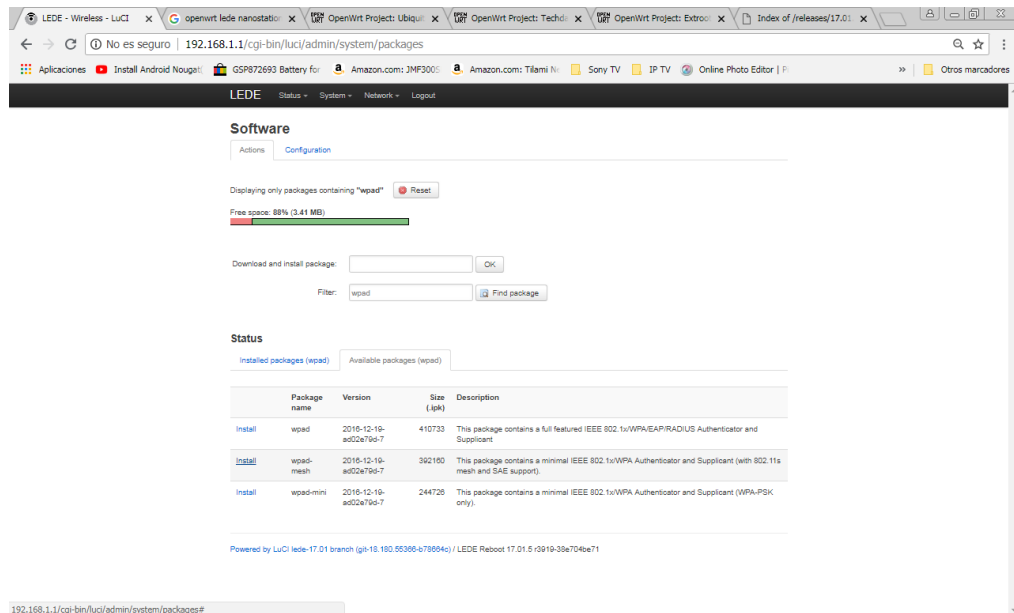 LEDE - Wireless - LuCI
openwrt lede nanostation
OpenWrt Project: Ubiqui
OpenWrt Project: Techda
OpenWrt Project: Extroo
Index of /releases/17.01
No es seguro
192.168.1.1/cgi-bin/luci/admin/system/packages
Aplicaciones
Install Android Nougat(
GSP872693 Battery for
Amazon.com: JMF300S
Amazon.com: Tilami Ne
Sony TV
IP TV
Online Photo Editor | P
»
Otros marcadores
LEDE Status System Network Logout
Software
Actions Configuration
Displaying only packages containing "wpad" Reset
Free space: 88% (3.41 MB)
Download and install package: OK
Filter: wpad Find package
Status
Installed packages (wpad) Available packages (wpad)
Package name Version Size (.ipk) Description
Install wpad 2016-12-19-ad02e79d-7 410733 This package contains a full featured IEEE 802.1x/WPA/EAP/RADIUS Authenticator and Supplicant
Install wpad-mesh 2016-12-19-ad02e79d-7 392160 This package contains a minimal IEEE 802.1x/WPA Authenticator and Supplicant (with 802.11s mesh and SAE support).
Install wpad-mini 2016-12-19-ad02e79d-7 244726 This package contains a minimal IEEE 802.1x/WPA Authenticator and Supplicant (WPA-PSK only).
Powered by LuCI lede-17.01 branch (git-18.180.55366-b78664c) / LEDE Reboot 17.01.5 r3919-38e704be71
192.168.1.1/cgi-bin/luci/admin/system/packages#